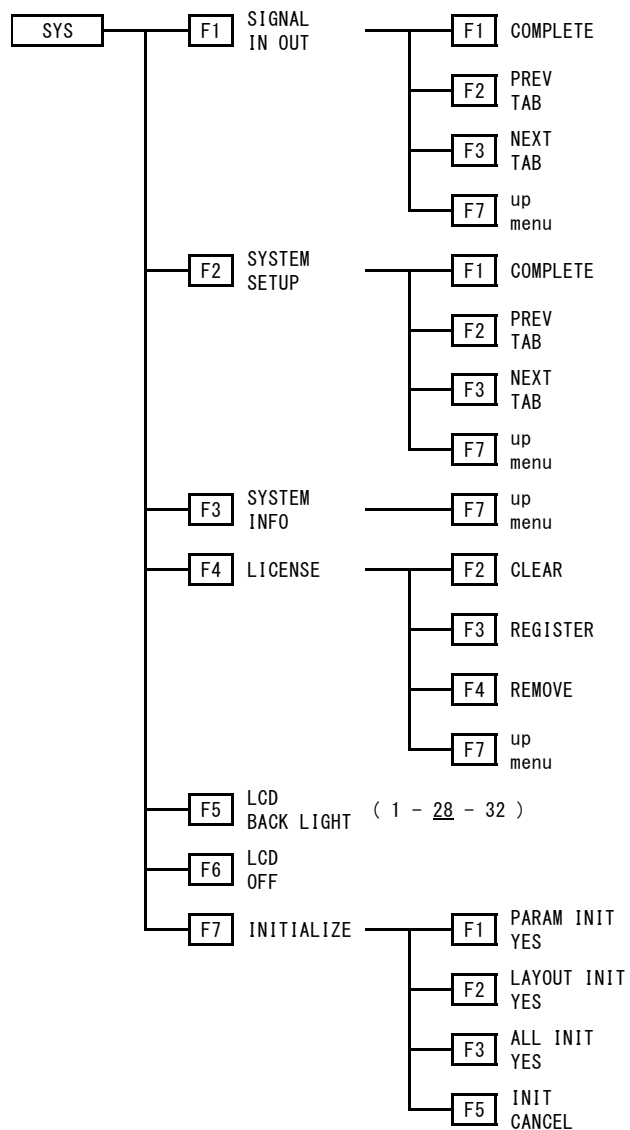 SYS
F1 SIGNAL
IN OUT
F1 COMPLETE
F2 PREV
TAB
F3 NEXT
TAB
F7 up
menu
F2 SYSTEM
SETUP
F1 COMPLETE
F2 PREV
TAB
F3 NEXT
TAB
F7 up
menu
F3 SYSTEM
INFO
F7 up
menu
F4 LICENSE
F2 CLEAR
F3 REGISTER
F4 REMOVE
F7 up
menu
F5 LCD
BACK LIGHT ( 1 - 28 - 32 )
F6 LCD
OFF
F7 INITIALIZE
F1 PARAM INIT
YES
F2 LAYOUT INIT
YES
F3 ALL INIT
YES
F5 INIT
CANCEL